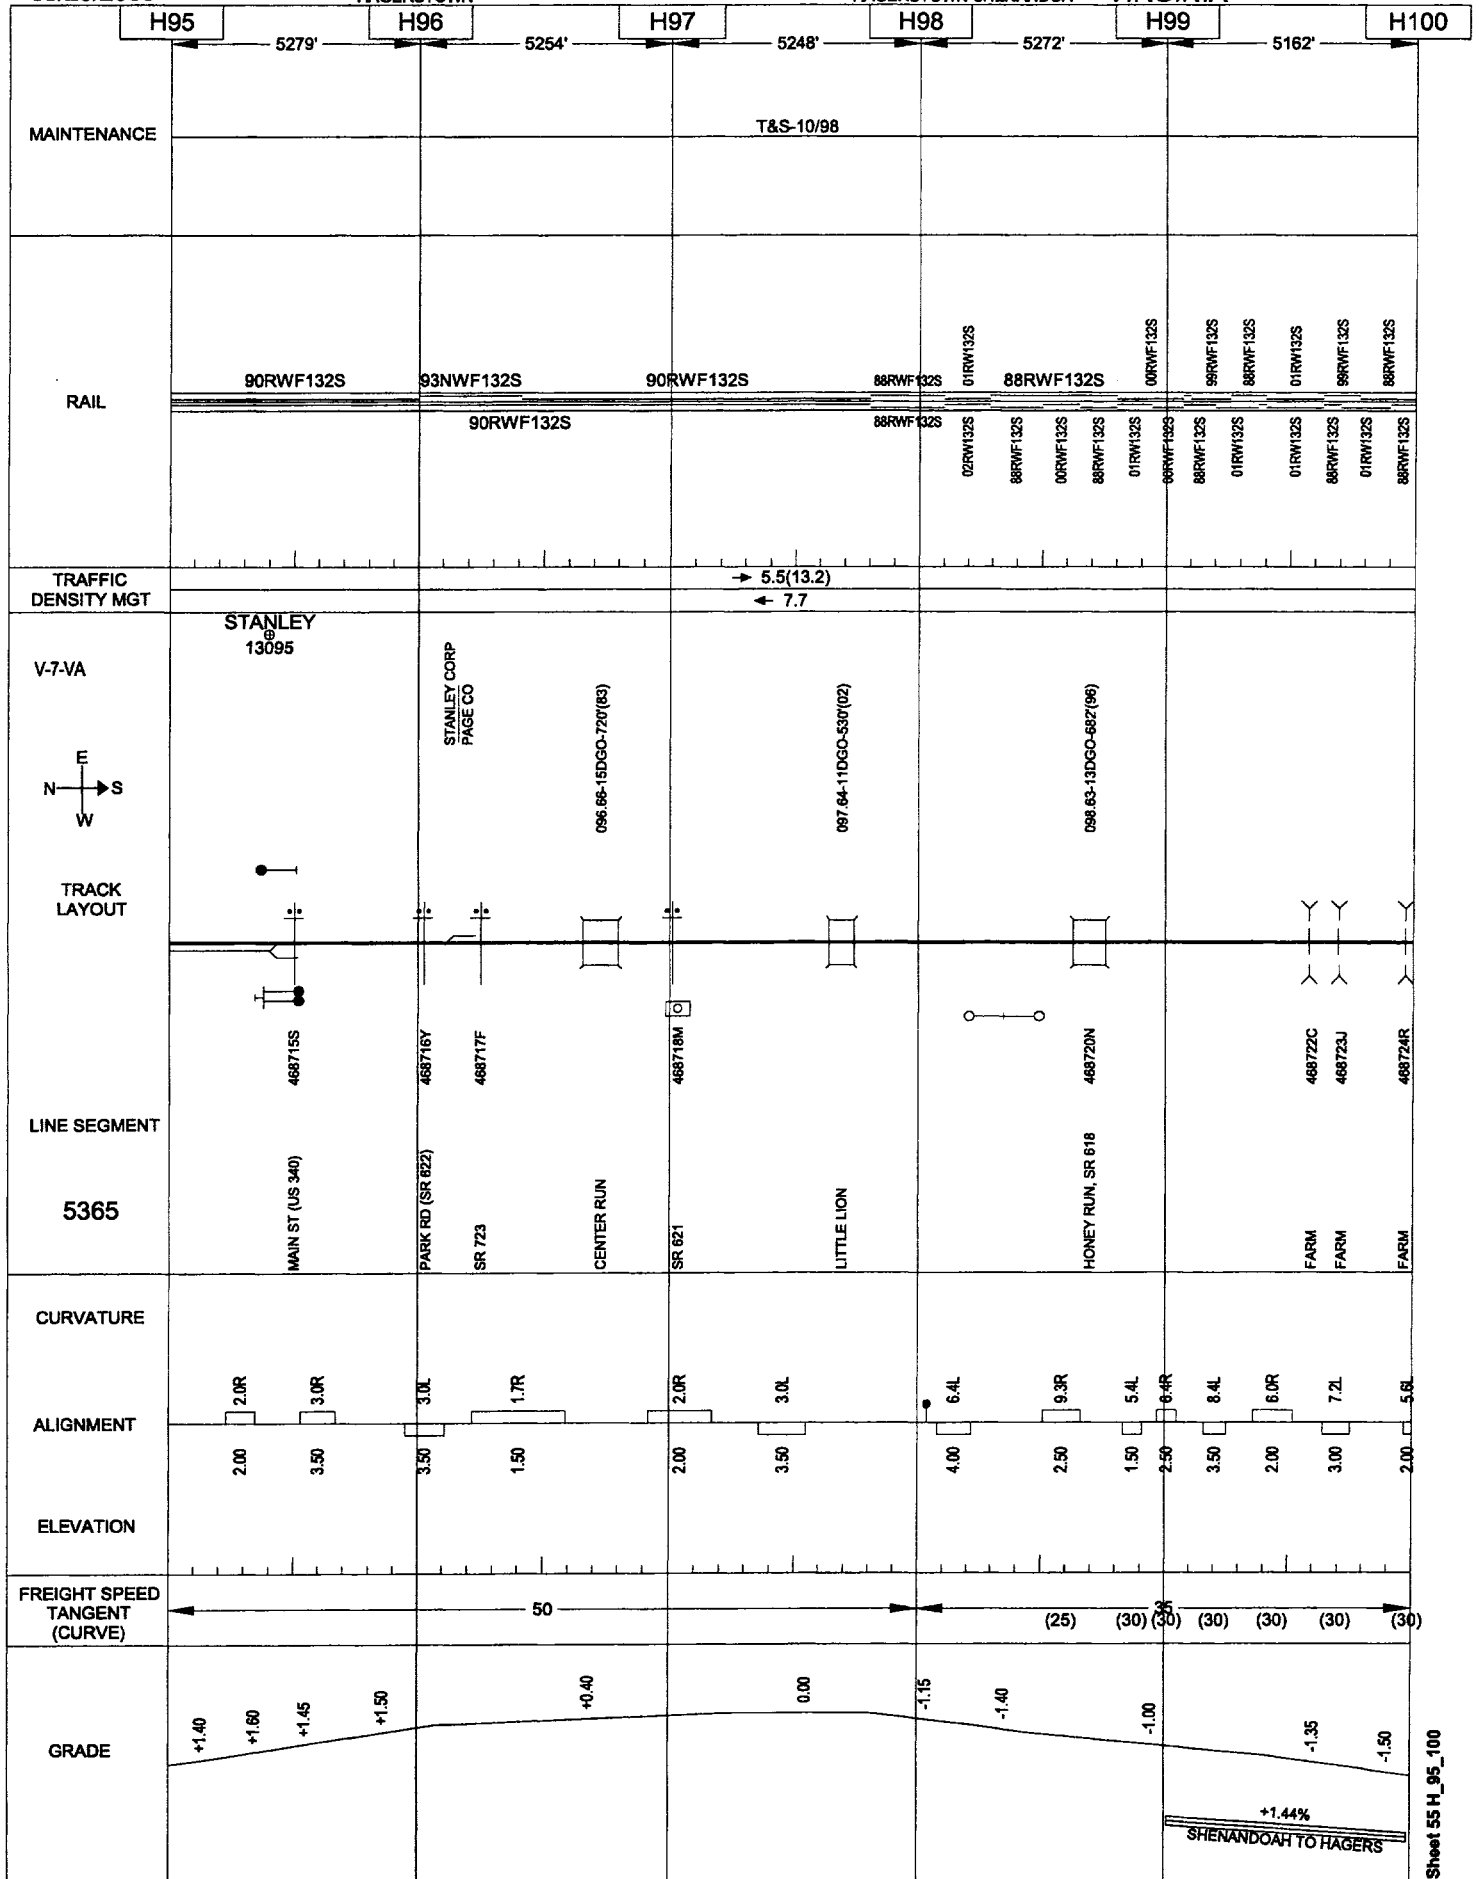 H95 H96 H97 H98 H99 H100
5279' 5254' 5248' 5272' 5162'
MAINTENANCE
T&S-10/98
RAIL
90RWF132S 93NWF132S 90RWF132S 88RWF132S 01RW132S 88RWF132S 00RWF132S 99RWF132S 88RWF132S 01RW132S 99RWF132S 88RWF132S
90RWF132S 88RWF132S 02RW132S 88RWF132S 00RWF132S 88RWF132S 01RW132S 88RWF132S 01RW132S 01RW132S 88RWF132S 01RW132S 88RWF132S
TRAFFIC
DENSITY MGT
→ 5.5(13.2)
← 7.7
STANLEY
13095
V-7-VA
STANLEY CORP
PAGE CO
096.66-15DGO-720'(83)
097.64-11DGO-530'(02)
098.63-13DGO-682'(96)
E
N S
W
TRACK
LAYOUT
468715S 468716Y 468717F 468718M 468720N 468722C 468723J 468724R
LINE SEGMENT
5365
MAIN ST (US 340)
PARK RD (SR 622)
SR 723
CENTER RUN
SR 621
LITTLE LION
HONEY RUN, SR 618
FARM
FARM
FARM
CURVATURE
2.0R 3.0R 3.0L 1.7R 2.0R 3.0L 6.4L 9.3R 5.4L 6.4R 8.4L 6.0R 7.2L 5.6L
ALIGNMENT
2.00 3.50 3.50 1.50 2.00 3.50 4.00 2.50 1.50 2.50 3.50 2.00 3.00 2.00
ELEVATION
FREIGHT SPEED
TANGENT
(CURVE)
50 35
(25) (30) (30) (30) (30) (30) (30)
GRADE
+1.40 +1.60 +1.45 +1.50 +0.40 0.00 -1.15 -1.40 -1.00 -1.35 -1.50
+1.44%
SHENANDOAH TO HAGERS
Sheet 55 H_95_100